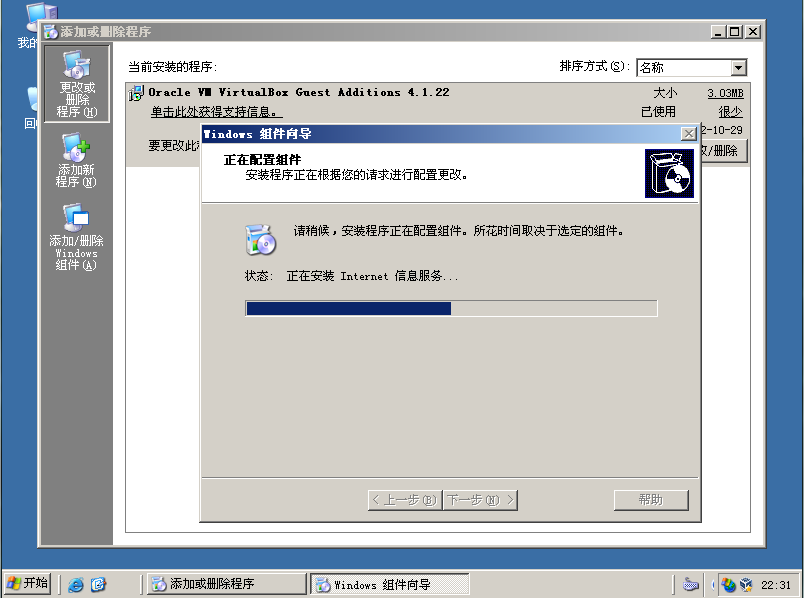 我的
回
添加或删除程序
更改或
删除
程序(H)
添加新
程序(N)
添加/删除
Windows
组件(A)
当前安装的程序:
排序方式(S):
名称
Oracle VM VirtualBox Guest Additions 4.1.22
大小
3.03MB
单击此处获得支持信息。
已使用
很少
2-10-29
要更改此
/删除
Windows 组件向导
正在配置组件
安装程序正在根据您的请求进行配置更改。
请稍候，安装程序正在配置组件。所花时间取决于选定的组件。
状态: 正在安装 Internet 信息服务...
< 上一步(B)
下一步(N) >
帮助
开始
添加或删除程序
Windows 组件向导
22:31